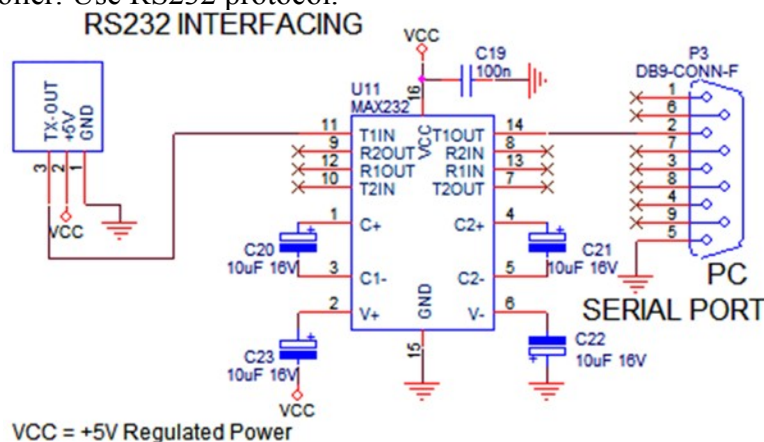 oller. Use RS232 protocol.
RS232 INTERFACING
TX-OUT
+5V
GND
3
2
1
VCC
VCC
C19
100n
U11
MAX232
16
VCC
11 T1IN
9 R2OUT
12 R1OUT
10 T2IN
1 C+
3 C1-
2 V+
T1OUT 14
R2IN 8
R1IN 13
T2OUT 7
C2+ 4
C2- 5
V- 6
GND
15
C20
10uF 16V
C21
10uF 16V
C23
10uF 16V
VCC
C22
10uF 16V
P3
DB9-CONN-F
1
6
2
7
3
8
4
9
5
PC
SERIAL PORT
VCC = +5V Regulated Power